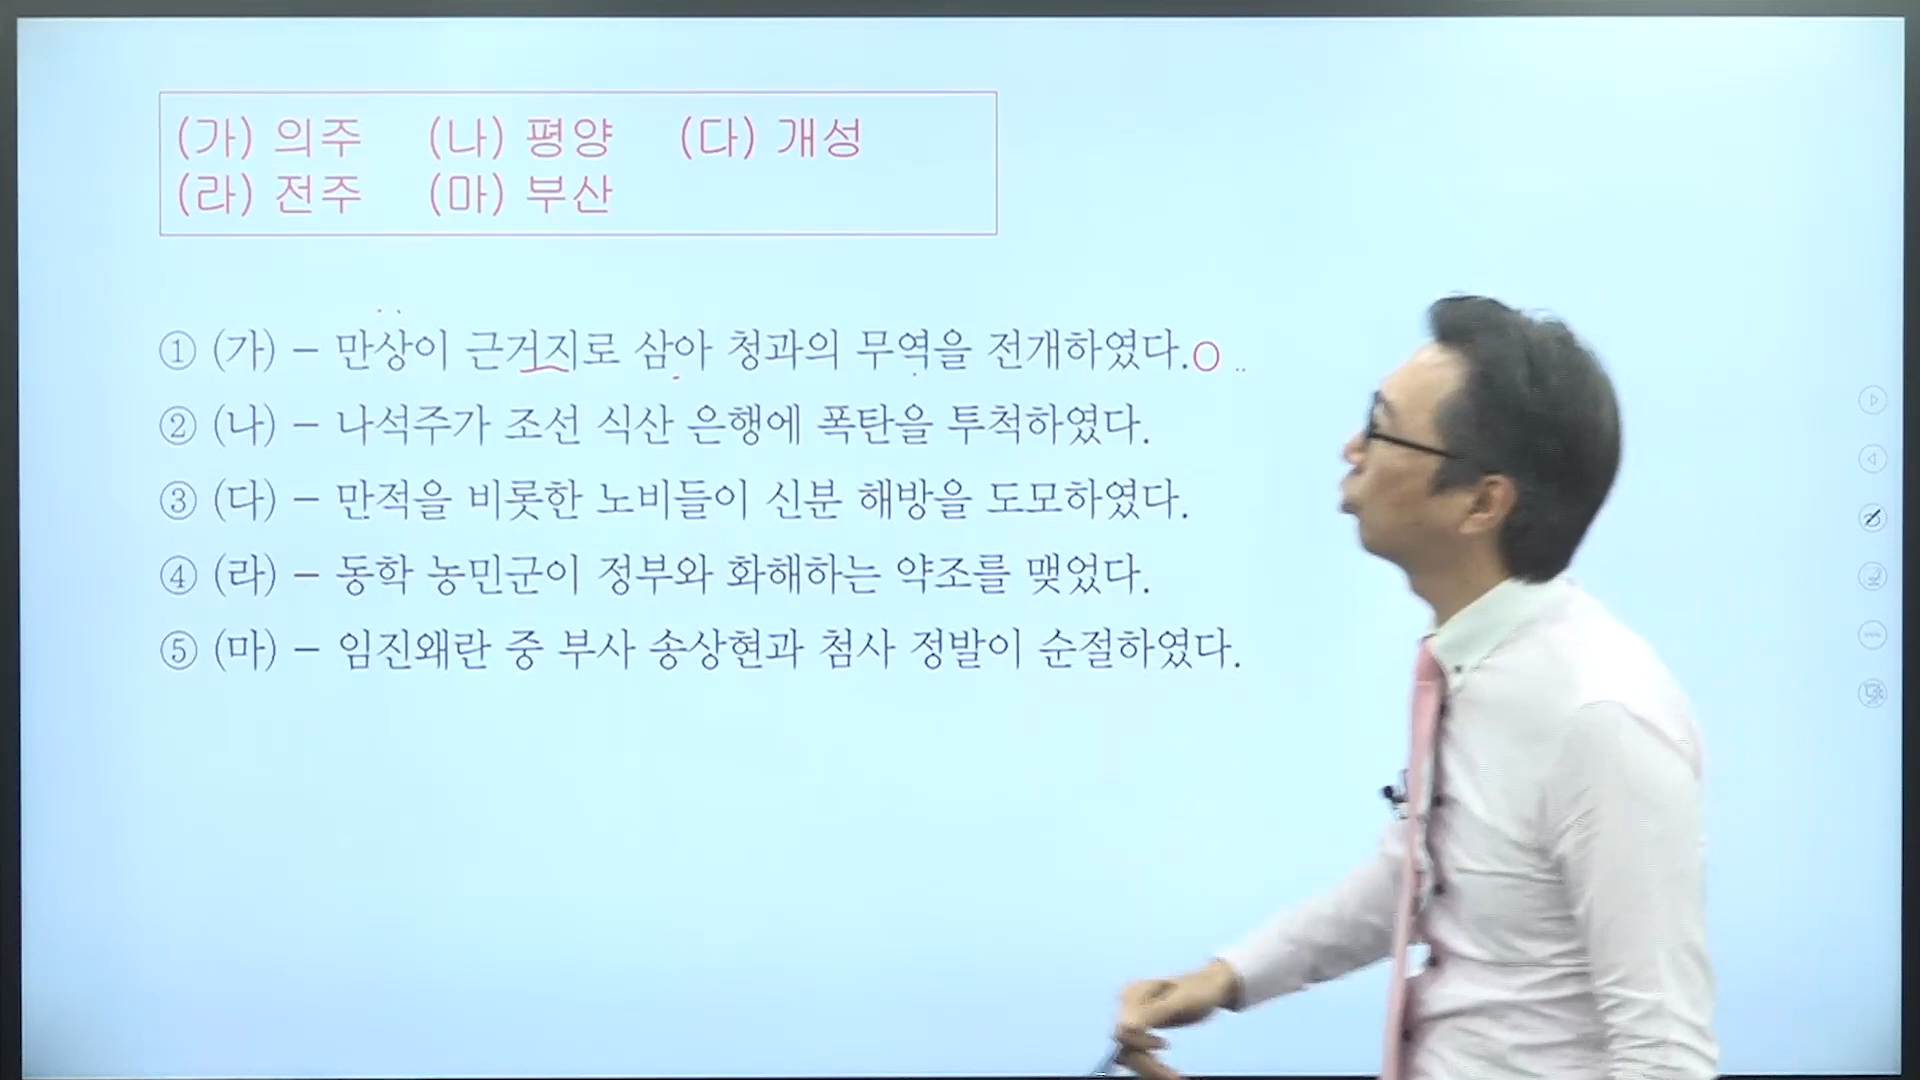 (가) 의주 (나) 평양 (다) 개성
(라) 전주 (마) 부산
① (가) – 만상이 근거지로 삼아 청과의 무역을 전개하였다.O
② (나) – 나석주가 조선 식산 은행에 폭탄을 투척하였다.
③ (다) – 만적을 비롯한 노비들이 신분 해방을 도모하였다.
④ (라) – 동학 농민군이 정부와 화해하는 약조를 맺었다.
⑤ (마) – 임진왜란 중 부사 송상현과 첨사 정발이 순절하였다.